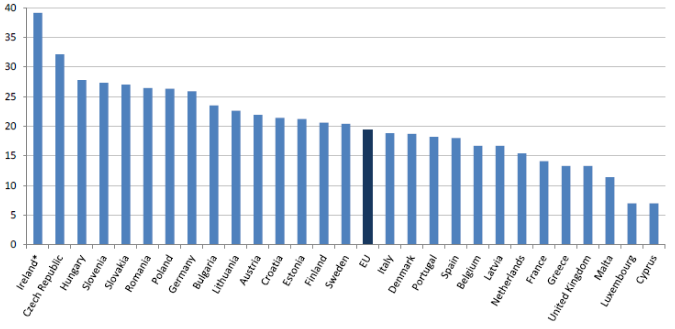 40
35
30
25
20
15
10
5
0
Ireland*
Czech Republic
Hungary
Slovenia
Slovakia
Romania
Poland
Germany
Bulgaria
Lithuania
Austria
Croatia
Estonia
Finland
Sweden
EU
Italy
Denmark
Portugal
Spain
Belgium
Latvia
Netherlands
France
Greece
United Kingdom
Malta
Luxembourg
Cyprus